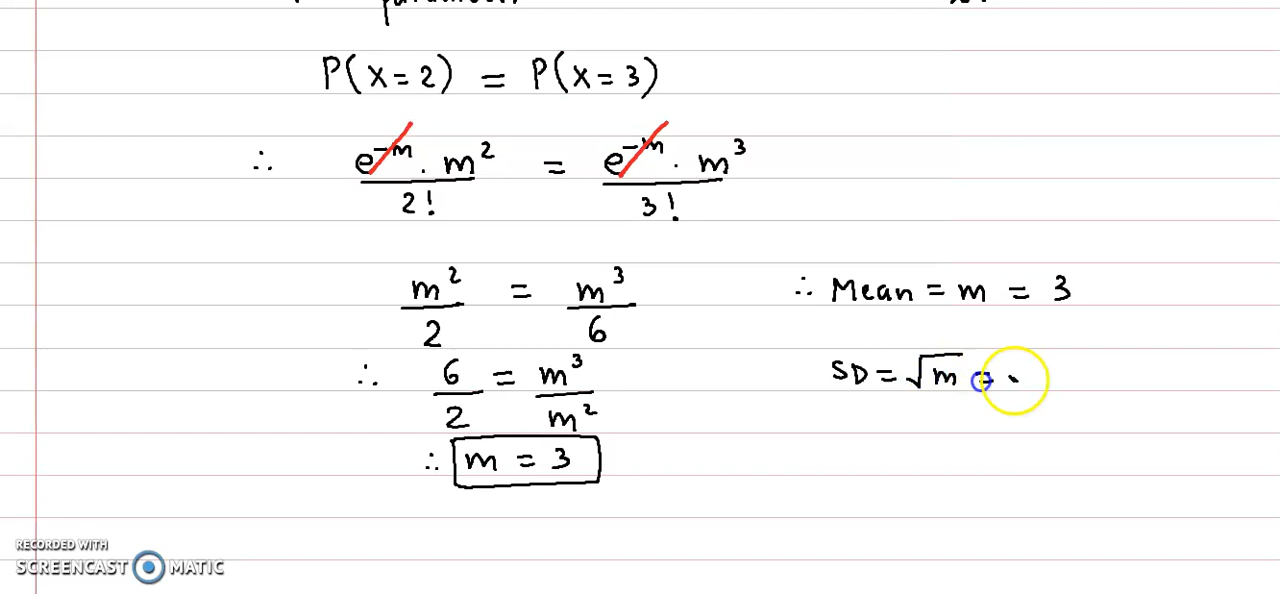 P(X=2) = P(X=3)
∴ e^-m . m^2 / 2! = e^-m . m^3 / 3!
m^2 / 2 = m^3 / 6
∴ Mean = m = 3
∴ 6 / 2 = m^3 / m^2
SD = √m =
∴ m = 3
RECORDED WITH
SCREENCAST MATIC